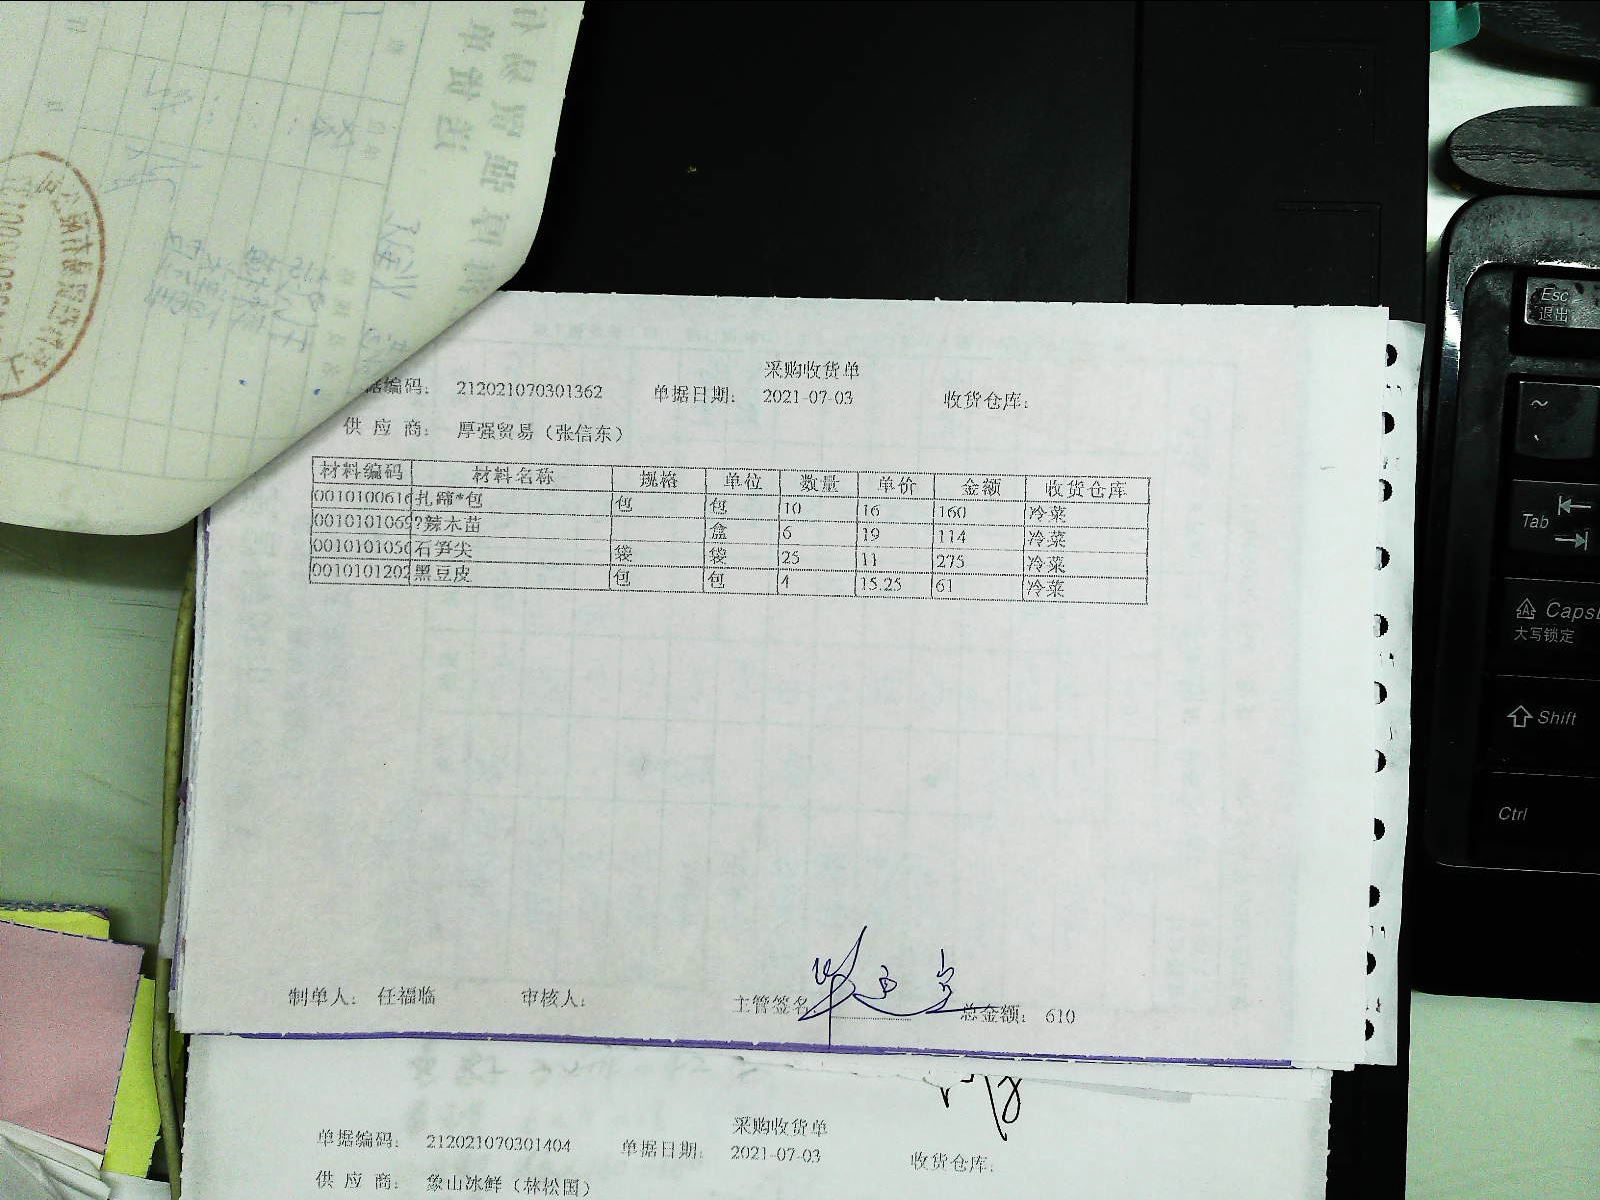 采购收货单
据编码： 212021070301362 单据日期： 2021-07-03 收货仓库：
供 应 商： 厚强贸易（张信东）
材料编码 材料名称 规格 单位 数量 单价 金额 收货仓库
0010100616 扎蹄*包 包 包 10 16 160 冷菜
0010101069 ?辣木苗 盒 6 19 114 冷菜
0010101050 石笋尖 袋 袋 25 11 275 冷菜
0010101202 黑豆皮 包 包 4 15.25 61 冷菜
制单人： 任福临 审核人： 主管签名 总金额： 610
采购收货单
单据编码： 212021070301404 单据日期： 2021-07-03 收货仓库：
供 应 商： 象山冰鲜（林松国）
Esc
退出
~
Tab
Caps
大写锁定
Shift
Ctrl